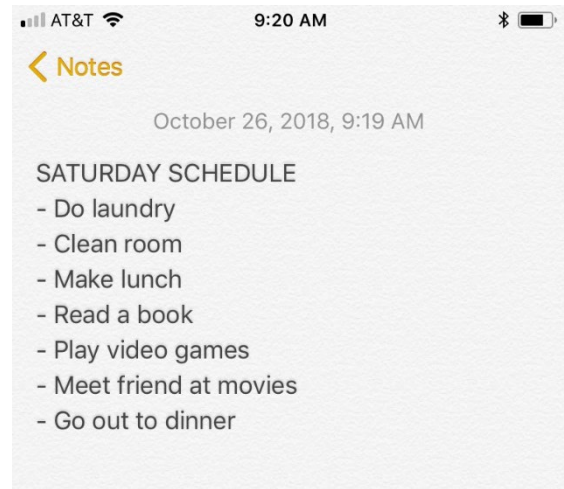 AT&T 9:20 AM
Notes
October 26, 2018, 9:19 AM
SATURDAY SCHEDULE
- Do laundry
- Clean room
- Make lunch
- Read a book
- Play video games
- Meet friend at movies
- Go out to dinner